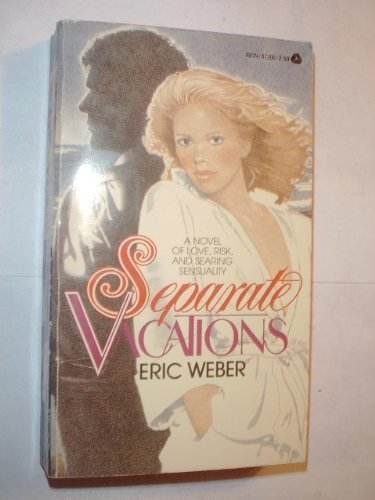 A NOVEL
OF LOVE, RISK,
AND SEARING
SENSUALITY
Separate
VACATIONS
ERIC WEBER